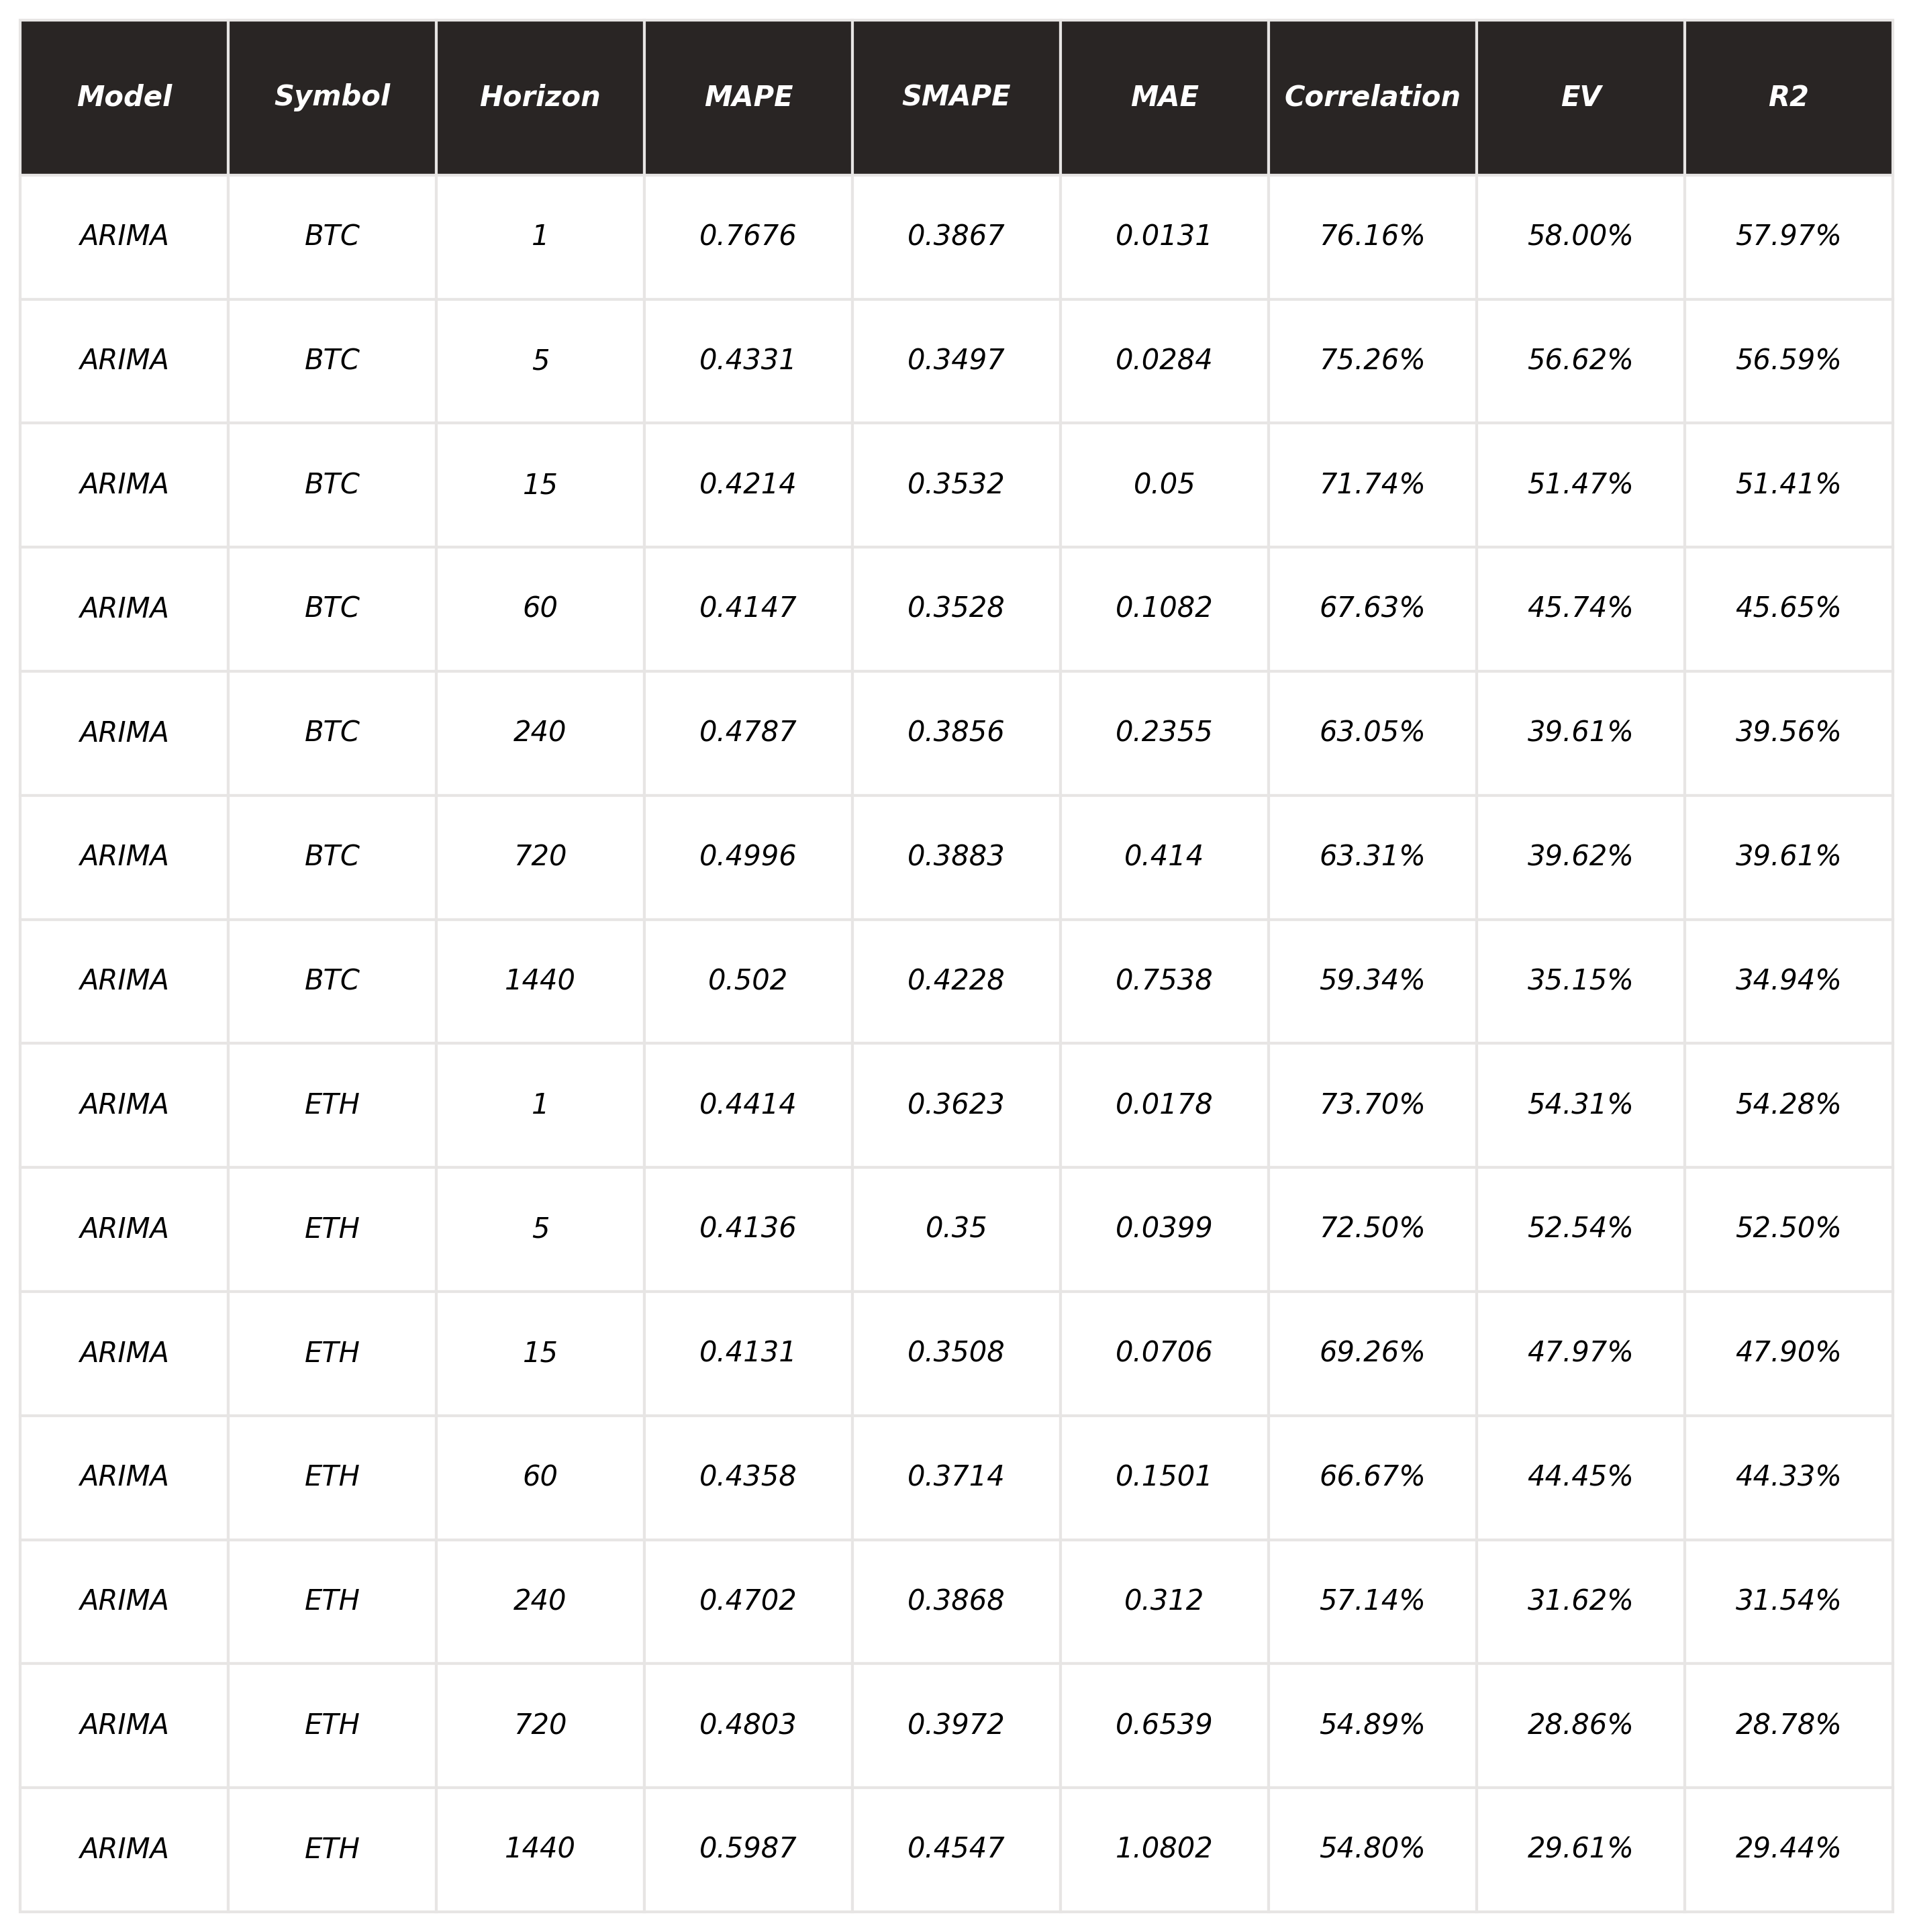 Model Symbol Horizon MAPE SMAPE MAE Correlation EV R2
ARIMA BTC 1 0.7676 0.3867 0.0131 76.16% 58.00% 57.97%
ARIMA BTC 5 0.4331 0.3497 0.0284 75.26% 56.62% 56.59%
ARIMA BTC 15 0.4214 0.3532 0.05 71.74% 51.47% 51.41%
ARIMA BTC 60 0.4147 0.3528 0.1082 67.63% 45.74% 45.65%
ARIMA BTC 240 0.4787 0.3856 0.2355 63.05% 39.61% 39.56%
ARIMA BTC 720 0.4996 0.3883 0.414 63.31% 39.62% 39.61%
ARIMA BTC 1440 0.502 0.4228 0.7538 59.34% 35.15% 34.94%
ARIMA ETH 1 0.4414 0.3623 0.0178 73.70% 54.31% 54.28%
ARIMA ETH 5 0.4136 0.35 0.0399 72.50% 52.54% 52.50%
ARIMA ETH 15 0.4131 0.3508 0.0706 69.26% 47.97% 47.90%
ARIMA ETH 60 0.4358 0.3714 0.1501 66.67% 44.45% 44.33%
ARIMA ETH 240 0.4702 0.3868 0.312 57.14% 31.62% 31.54%
ARIMA ETH 720 0.4803 0.3972 0.6539 54.89% 28.86% 28.78%
ARIMA ETH 1440 0.5987 0.4547 1.0802 54.80% 29.61% 29.44%